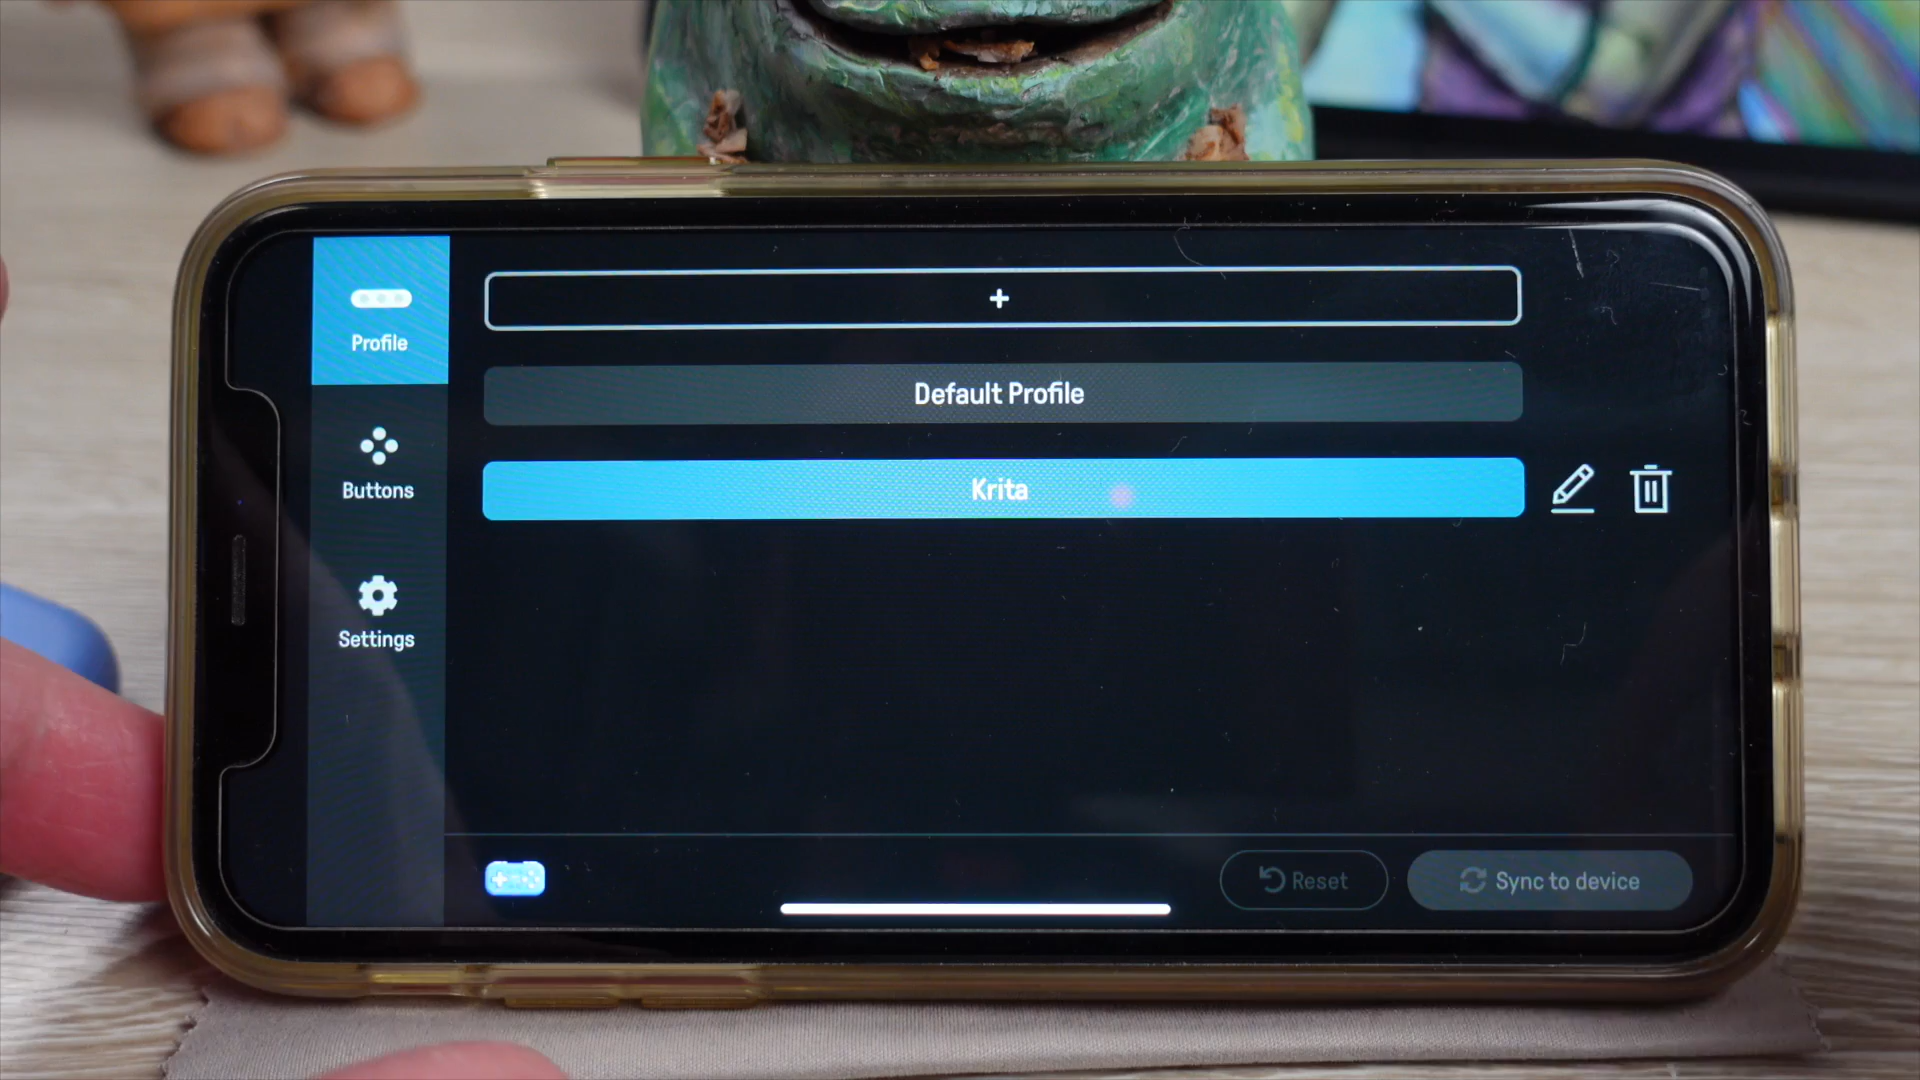 Profile
Buttons
Settings
+
Default Profile
Krita
Reset
Sync to device